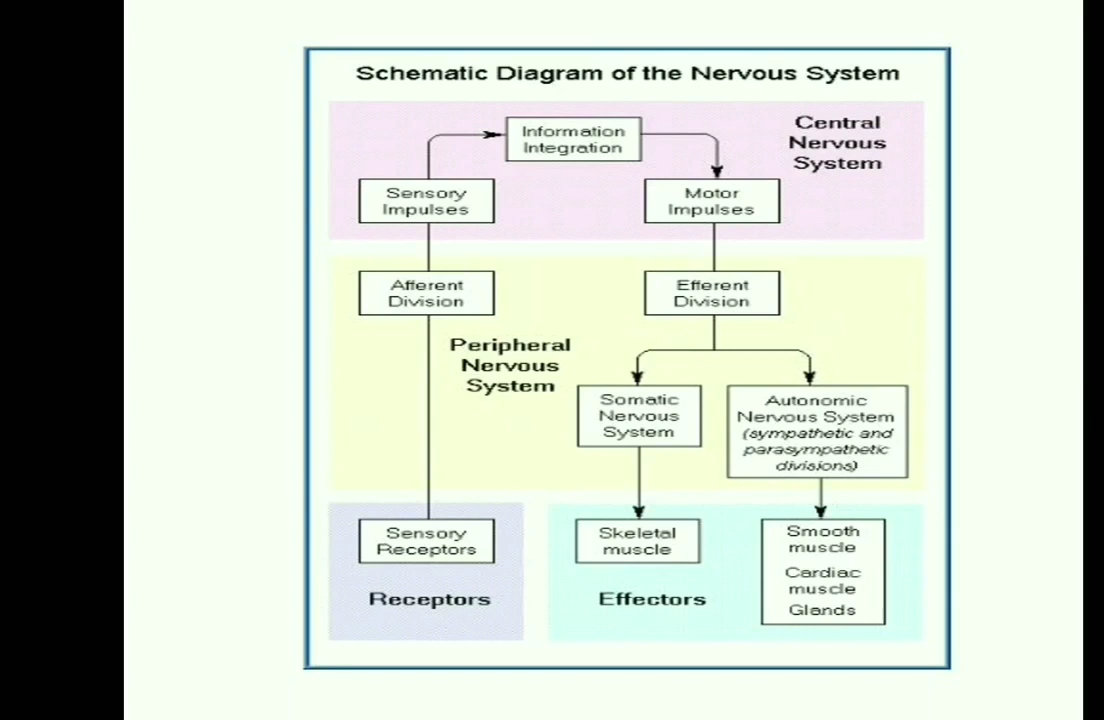 Schematic Diagram of the Nervous System
Information
Integration
Central
Nervous
System
Sensory
Impulses
Motor
Impulses
Afferent
Division
Efferent
Division
Peripheral
Nervous
System
Somatic
Nervous
System
Autonomic
Nervous System
(sympathetic and
parasympathetic
divisions)
Sensory
Receptors
Skeletal
muscle
Smooth
muscle
Cardiac
muscle
Glands
Receptors
Effectors